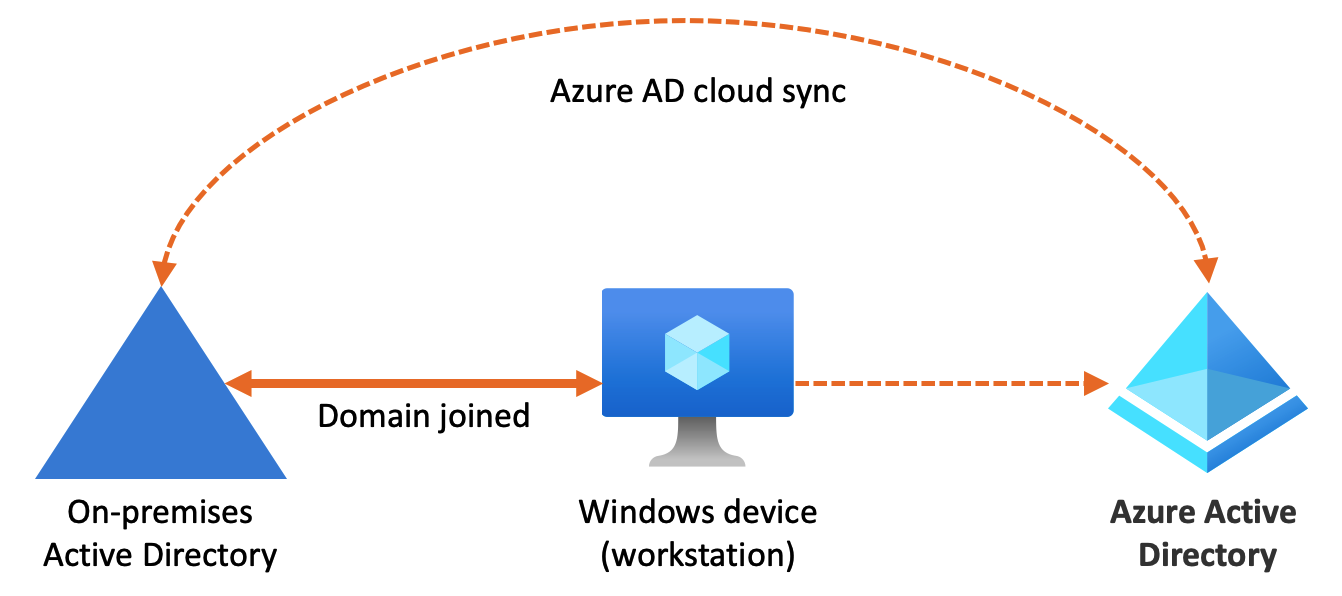 Azure AD cloud sync
Domain joined
On-premises
Active Directory
Windows device
(workstation)
Azure Active
Directory